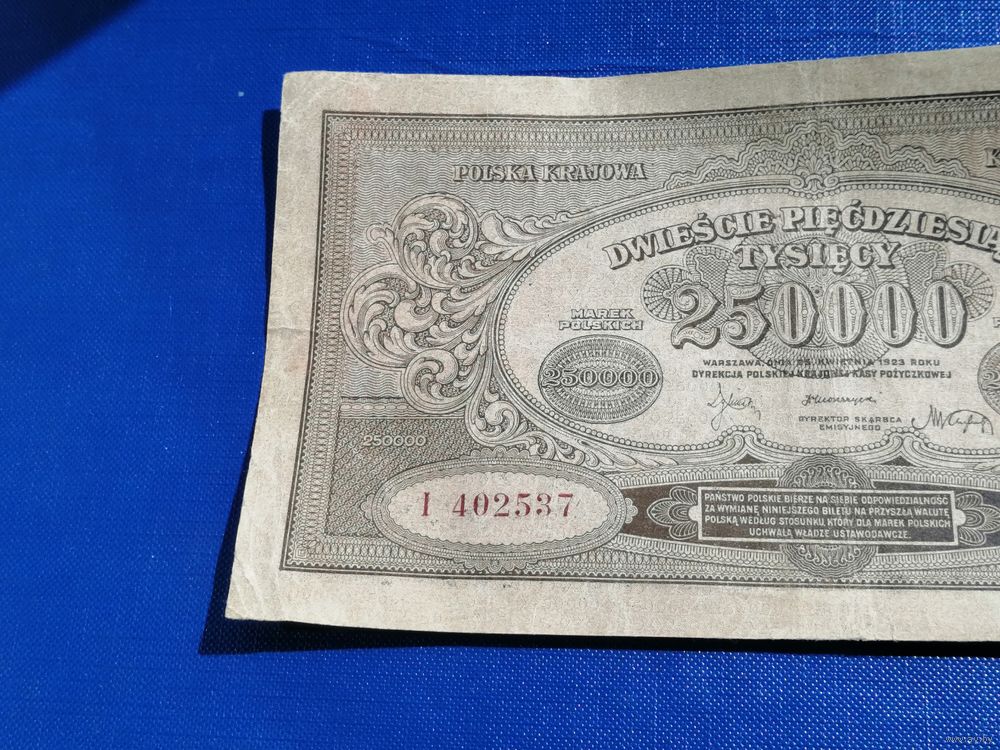 POLSKA KRAJOWA K
DWIEŚCIE PIĘĆDZIESIĄ
TYSIĘCY
250000
MAREK
POLSKICH
250000
WARSZAWA, DNIA 25. KWIETNIA 1923 ROKU
DYREKCJA POLSKIEJ KRAJOWEJ KASY POŻYCZKOWEJ
DYREKTOR SKARBCA
EMISYJNEGO
250000
I 402537
PAŃSTWO POLSKIE BIERZE NA SIEBIE ODPOWIEDZIALNOŚĆ
ZA WYMIANĘ NINIEJSZEGO BILETU NA PRZYSZŁĄ WALUTĘ
POLSKĄ WEDŁUG STOSUNKU, KTÓRY DLA MAREK POLSKICH
UCHWALĄ WŁADZE USTAWODAWCZE.